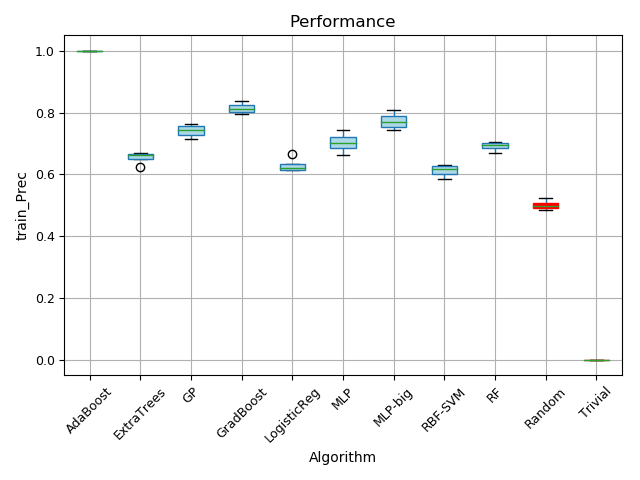 Performance
train_Prec
1.0
0.8
0.6
0.4
0.2
0.0
AdaBoost
ExtraTrees
GP
GradBoost
LogisticReg
MLP
MLP-big
RBF-SVM
RF
Random
Trivial
Algorithm